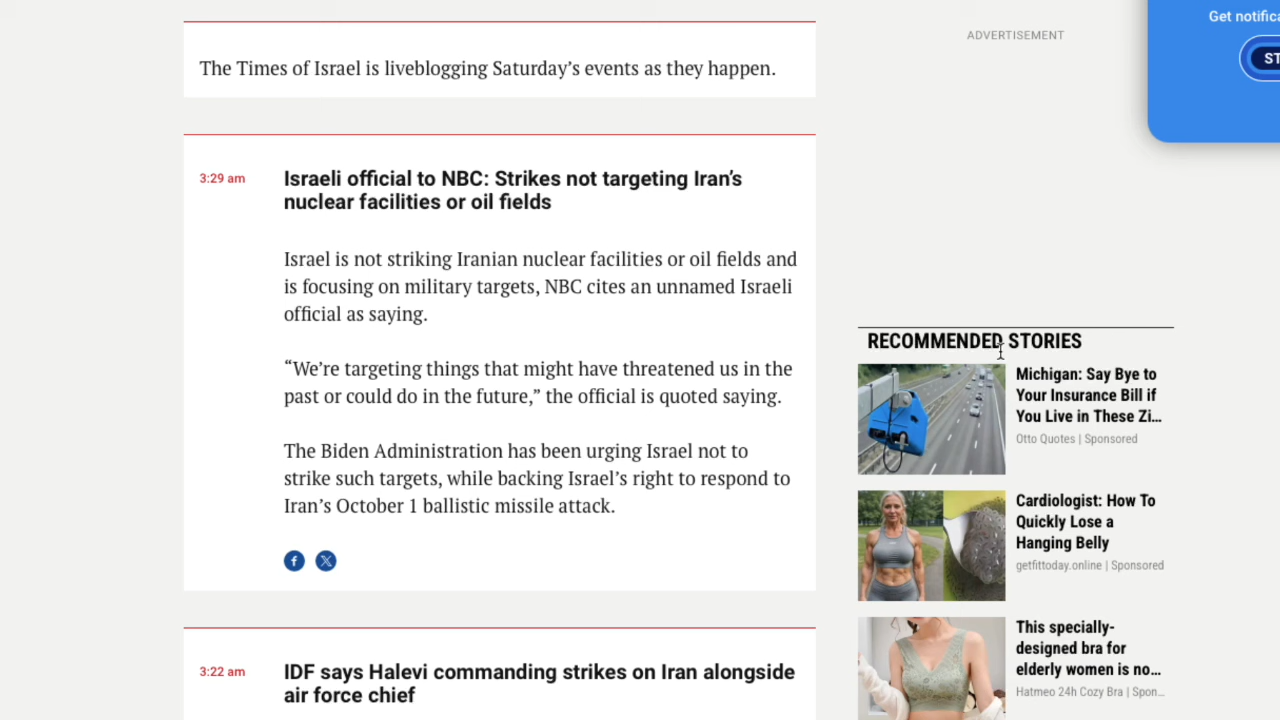 Get notifica
ST
ADVERTISEMENT
The Times of Israel is liveblogging Saturday’s events as they happen.
3:29 am
Israeli official to NBC: Strikes not targeting Iran’s
nuclear facilities or oil fields
Israel is not striking Iranian nuclear facilities or oil fields and
is focusing on military targets, NBC cites an unnamed Israeli
official as saying.
“We’re targeting things that might have threatened us in the
past or could do in the future,” the official is quoted saying.
The Biden Administration has been urging Israel not to
strike such targets, while backing Israel’s right to respond to
Iran’s October 1 ballistic missile attack.
3:22 am
IDF says Halevi commanding strikes on Iran alongside
air force chief
RECOMMENDED STORIES
Michigan: Say Bye to
Your Insurance Bill if
You Live in These Zi...
Otto Quotes | Sponsored
Cardiologist: How To
Quickly Lose a
Hanging Belly
getfittoday.online | Sponsored
This specially-
designed bra for
elderly women is no...
Hatmeo 24h Cozy Bra | Spon...